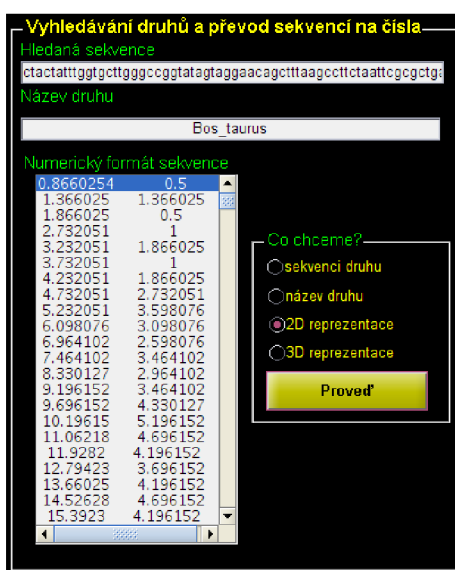 Vyhledávání druhů a převod sekvencí na čísla
Hledaná sekvence
ctactatttggtgcttgggccggtatagtaggaacagctttaagccttctaattcgcgctga
Název druhu
Bos_taurus
Numerický formát sekvence
0.8660254 0.5
1.366025 1.366025
1.866025 0.5
2.732051 1
3.232051 1.866025
3.732051 1
4.232051 1.866025
4.732051 2.732051
5.232051 3.598076
6.098076 3.098076
6.964102 2.598076
7.464102 3.464102
8.330127 2.964102
9.196152 3.464102
9.696152 4.330127
10.19615 5.196152
11.06218 4.696152
11.9282 4.196152
12.79423 3.696152
13.66025 4.196152
14.52628 4.696152
15.3923 4.196152
Co chceme?
sekvenci druhu
název druhu
2D reprezentace
3D reprezentace
Proveď